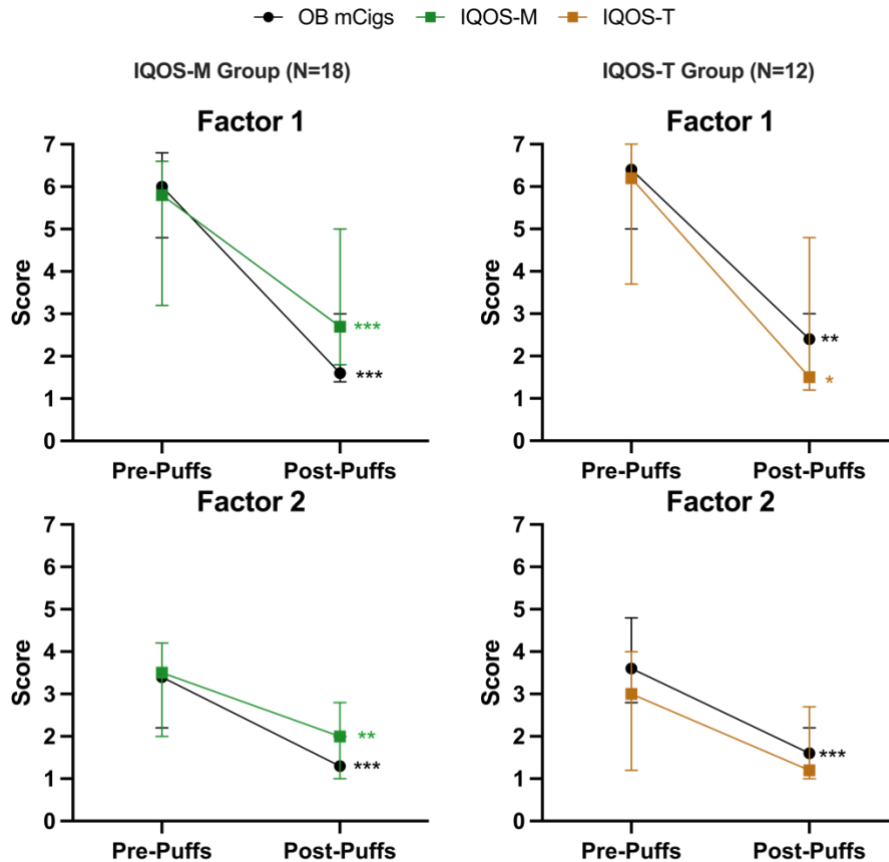 OB mCigs IQOS-M IQOS-T
IQOS-M Group (N=18)
IQOS-T Group (N=12)
Factor 1
7
6
5
4
3
2
1
0
Score
***
***
Pre-Puffs Post-Puffs
Factor 1
7
6
5
4
3
2
1
0
Score
**
*
Pre-Puffs Post-Puffs
Factor 2
7
6
5
4
3
2
1
0
Score
**
***
Pre-Puffs Post-Puffs
Factor 2
7
6
5
4
3
2
1
0
Score
***
Pre-Puffs Post-Puffs